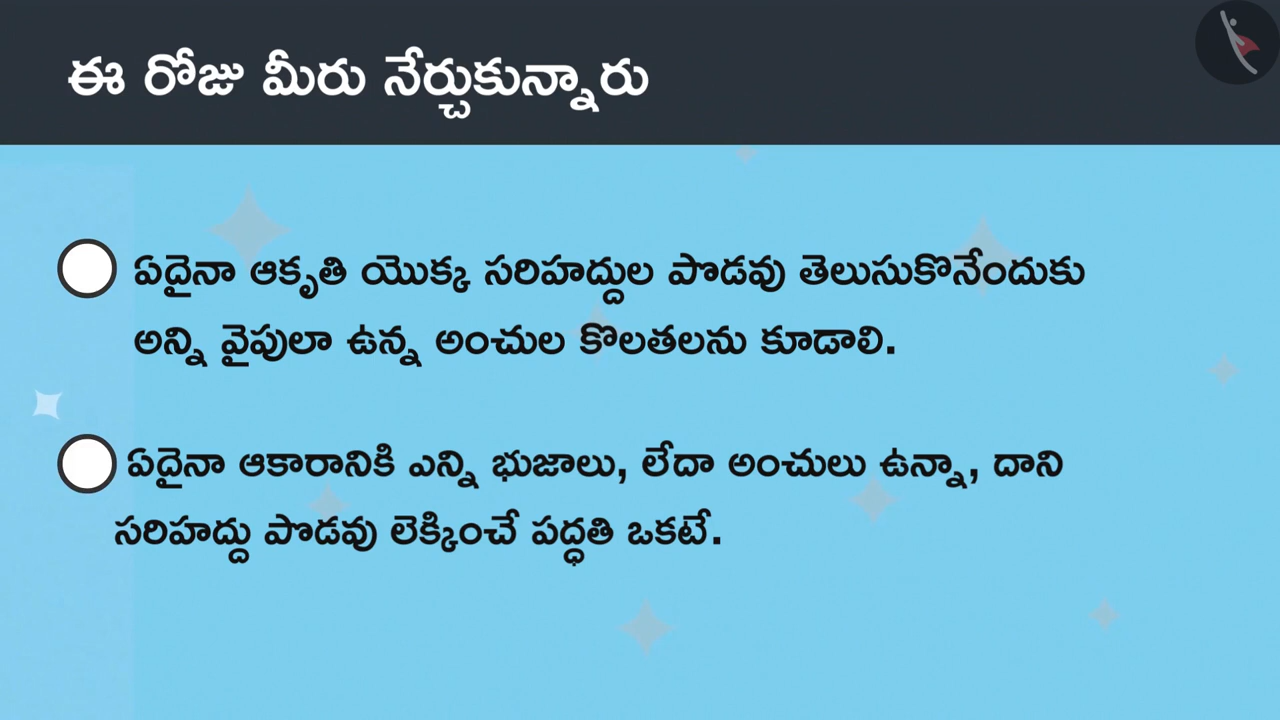 ఈ రోజు మీరు నేర్చుకున్నారు
ఏదైనా ఆకృతి యొక్క సరిహద్దుల పొడవు తెలుసుకొనేందుకు
అన్ని వైపులా ఉన్న అంచుల కొలతలను కూడాలి.
ఏదైనా ఆకారానికి ఎన్ని భుజాలు, లేదా అంచులు ఉన్నా, దాని
సరిహద్దు పొడవు లెక్కించే పద్ధతి ఒకటే.